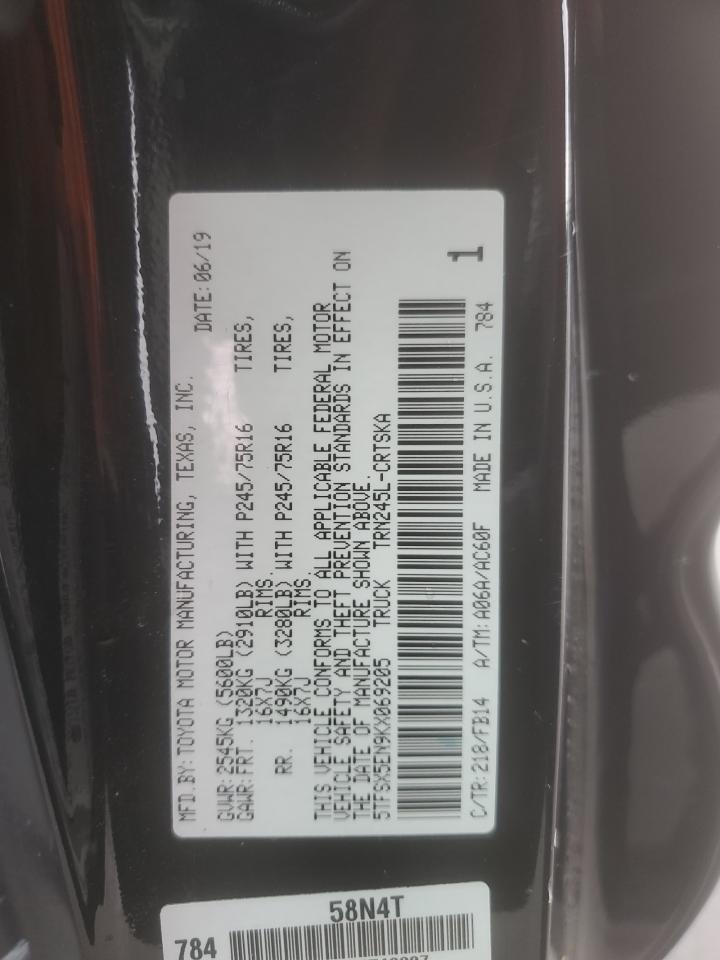 MFD.BY: TOYOTA MOTOR MANUFACTURING, TEXAS, INC.
DATE: 06/19
GVWR: 2545KG (5600LB)
GAWR: FRT. 1320KG (2910LB) WITH P245/75R16 TIRES,
16X7J RIMS.
RR. 1490KG (3280LB) WITH P245/75R16 TIRES,
16X7J RIMS.
THIS VEHICLE CONFORMS TO ALL APPLICABLE FEDERAL MOTOR
VEHICLE SAFETY AND THEFT PREVENTION STANDARDS IN EFFECT ON
THE DATE OF MANUFACTURE SHOWN ABOVE.
5TFSX5EN9KX069205 TRUCK TRN245L-CRTSKA
1
C/TR: 218/FB14 A/TM: A06A/AC60F MADE IN U.S.A. 784
58N4T
784